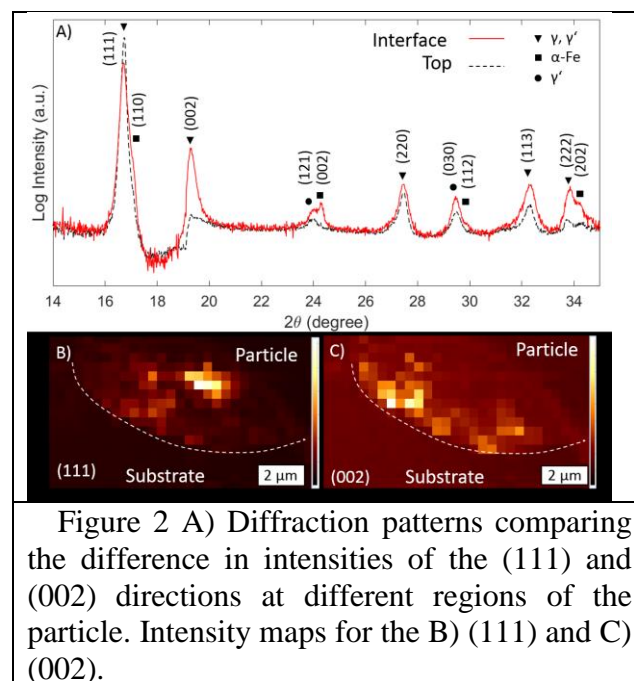 A)
Interface
Top
▼ γ, γ‘
■ α-Fe
● γ‘
(111)
(110)
(002)
(121)
(002)
(220)
(030)
(112)
(113)
(222)
(202)
Log Intensity (a.u.)
14 16 18 20 22 24 26 28 30 32 34
2θ (degree)
B)
Particle
Substrate
(111)
2 μm
C)
Particle
Substrate
(002)
2 μm
Figure 2 A) Diffraction patterns comparing
the difference in intensities of the (111) and
(002) directions at different regions of the
particle. Intensity maps for the B) (111) and C)
(002).